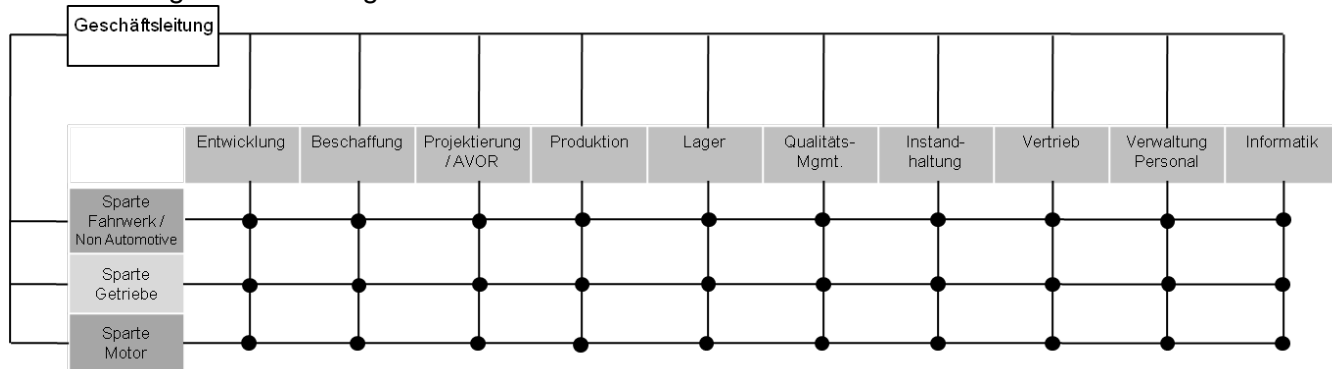 Geschäftsleitung
Entwicklung
Beschaffung
Projektierung
/ AVOR
Produktion
Lager
Qualitäts-
Mgmt.
Instand-
haltung
Vertrieb
Verwaltung
Personal
Informatik
Sparte
Fahrwerk /
Non Automotive
Sparte
Getriebe
Sparte
Motor